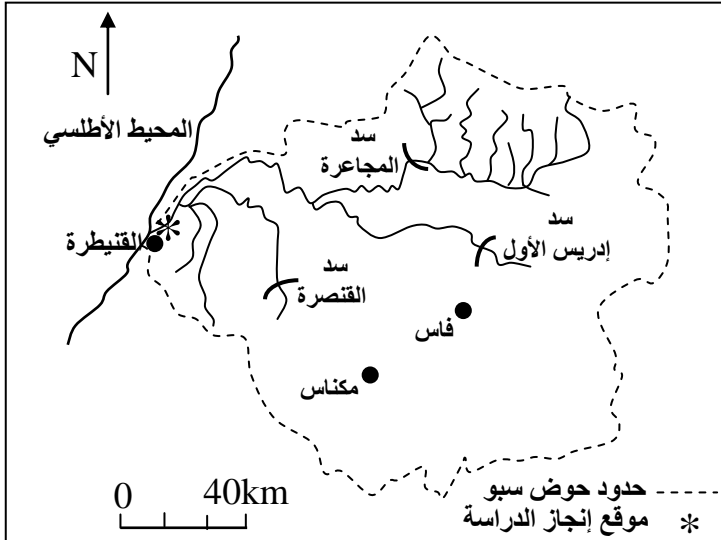 N
المحيط الأطلسي
سد
المجاعرة
سد
إدريس الأول
القنيطرة
سد
القنصرة
فاس
مكناس
0 40km
حدود حوض سبو
موقع إنجاز الدراسة